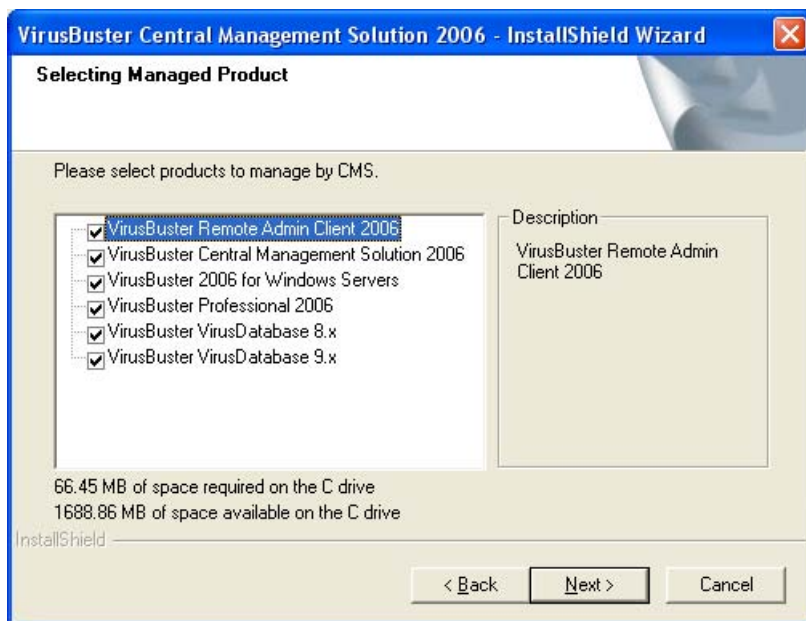 VirusBuster Central Management Solution 2006 - InstallShield Wizard
Selecting Managed Product
Please select products to manage by CMS.
VirusBuster Remote Admin Client 2006
VirusBuster Central Management Solution 2006
VirusBuster 2006 for Windows Servers
VirusBuster Professional 2006
VirusBuster VirusDatabase 8.x
VirusBuster VirusDatabase 9.x
Description
VirusBuster Remote Admin
Client 2006
66.45 MB of space required on the C drive
1688.86 MB of space available on the C drive
InstallShield
< Back
Next >
Cancel